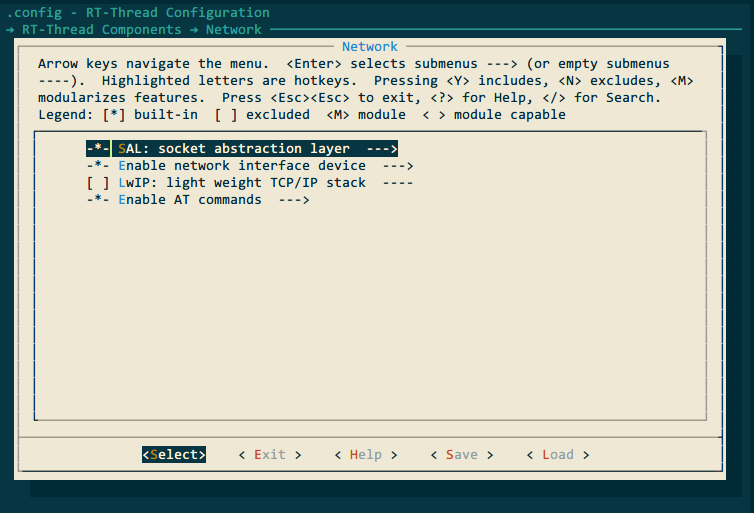 .config - RT-Thread Configuration
→ RT-Thread Components → Network
Network
Arrow keys navigate the menu.  <Enter> selects submenus ---> (or empty submenus
----).  Highlighted letters are hotkeys.  Pressing <Y> includes, <N> excludes, <M>
modularizes features.  Press <Esc><Esc> to exit, <?> for Help, </> for Search.
Legend: [*] built-in  [ ] excluded  <M> module  < > module capable
-*- SAL: socket abstraction layer  --->
-*- Enable network interface device  --->
[ ] LwIP: light weight TCP/IP stack  ----
-*- Enable AT commands  --->
<Select>    < Exit >    < Help >    < Save >    < Load >